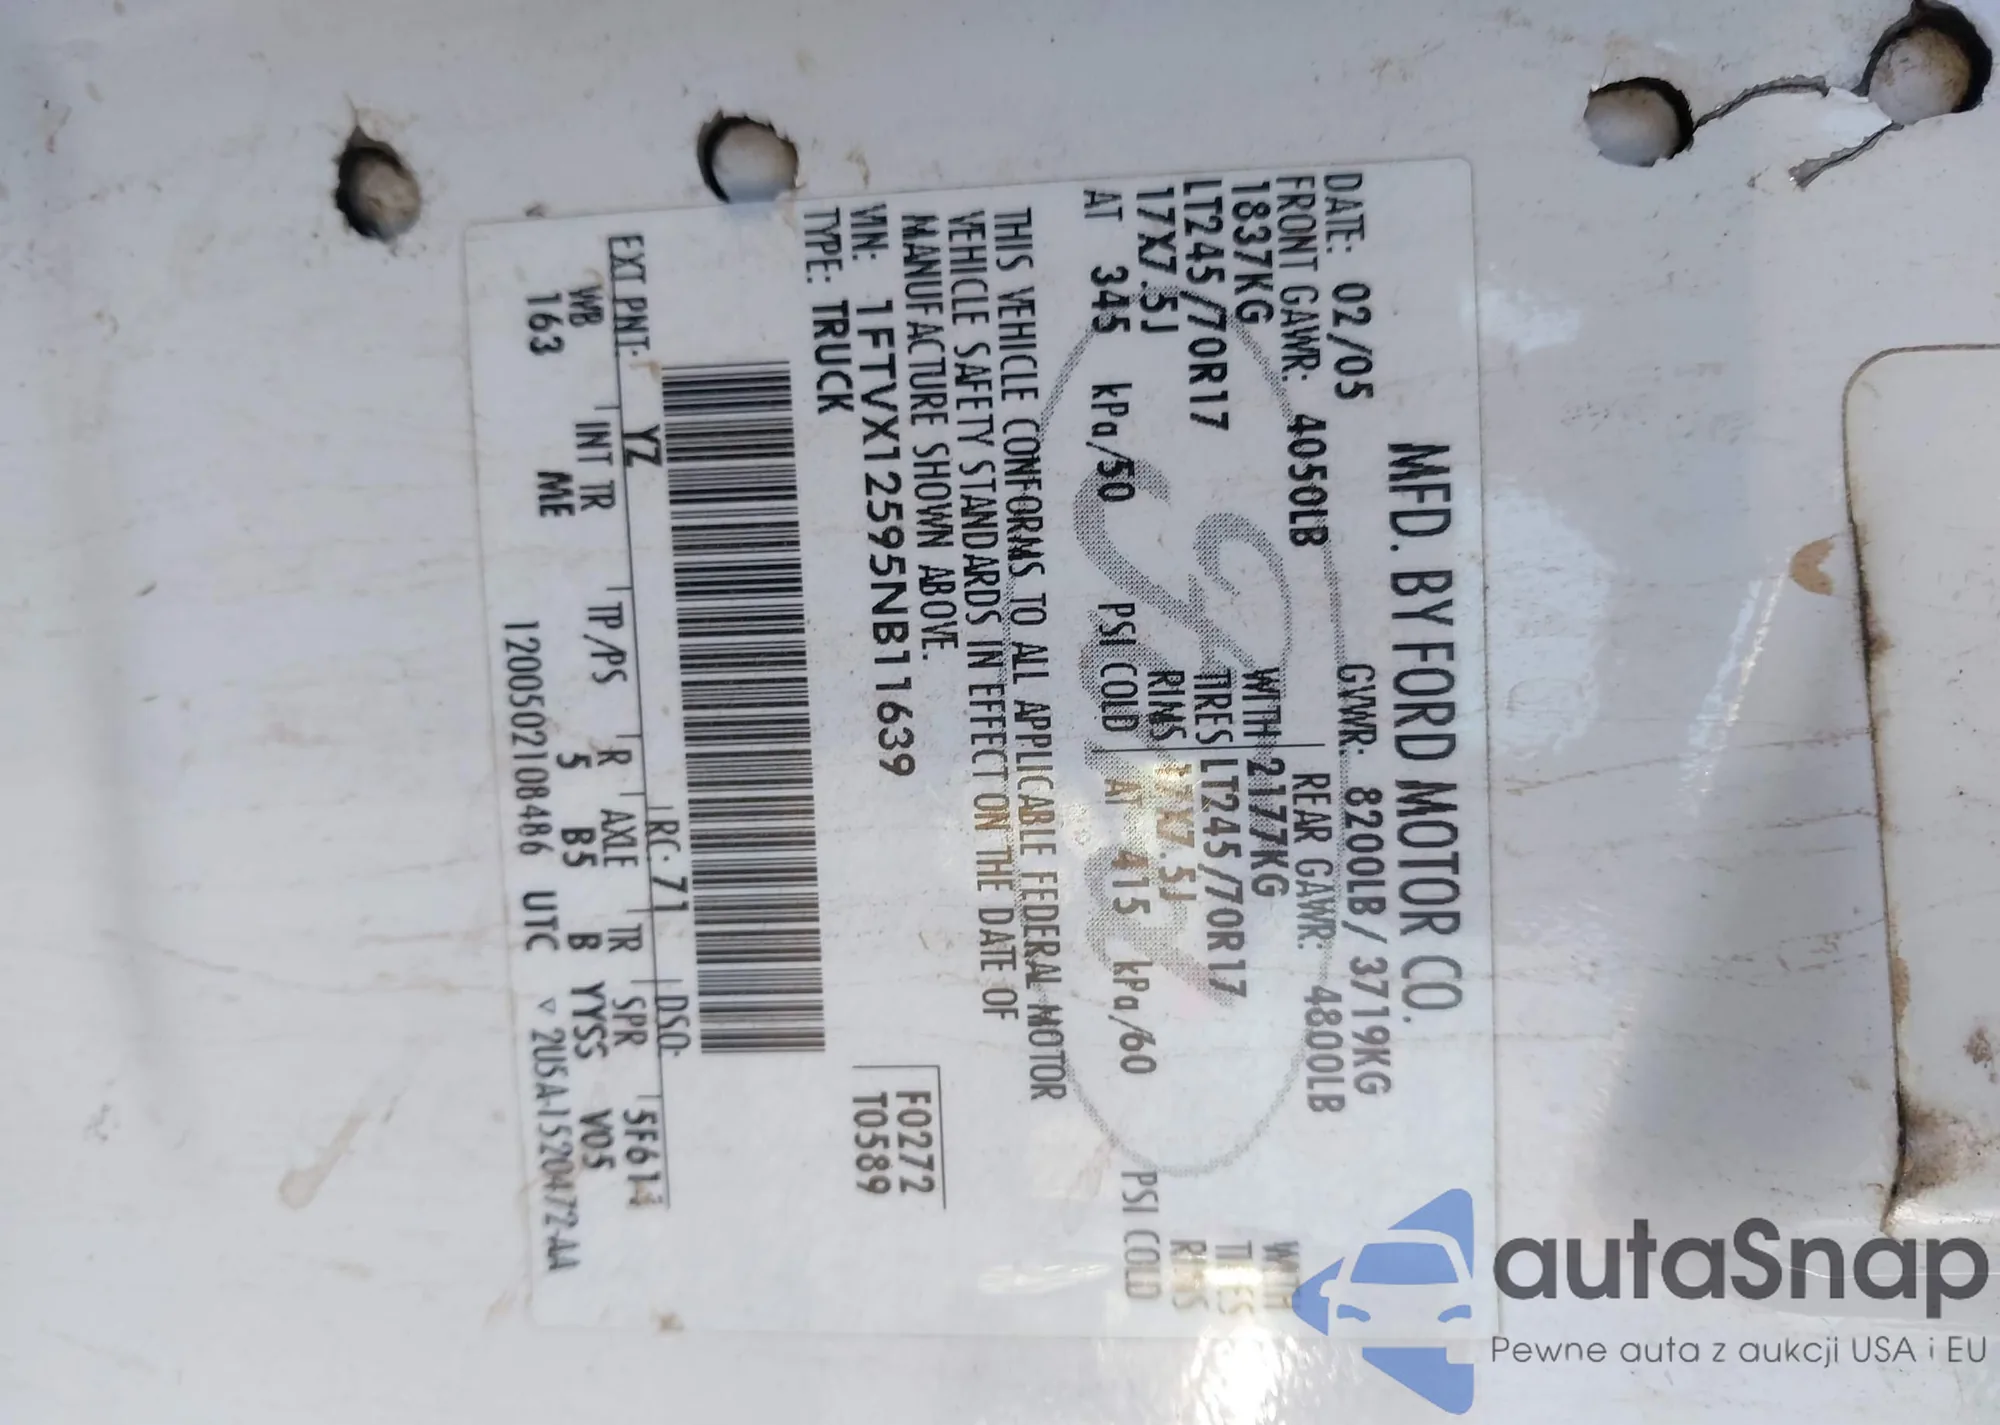 MFD. BY FORD MOTOR CO.
DATE: 02/05 GVWR: 8200LB/ 3719KG
FRONT GAWR: 4050LB REAR GAWR: 4800LB
1837KG WITH 2177KG WITH
LT245/70R17 TIRES LT245/70R17 TIRES
17X7.5J RIMS 17X7.5J RIMS
AT 345 kPa/50 PSI COLD AT 415 kPa/60 PSI COLD
THIS VEHICLE CONFORMS TO ALL APPLICABLE FEDERAL MOTOR
VEHICLE SAFETY STANDARDS IN EFFECT ON THE DATE OF
MANUFACTURE SHOWN ABOVE.
VIN: 1FTVX12595NB11639
TYPE: TRUCK
F0272
T0589
EXT PNT: YZ RC: 71 DSO:
WB INT TR TP/PS R AXLE TR SPR 5F614
163 ME 5 B5 B YYSS V05
1200502108486 UTC ▽ 2U5A-1520472-AA
autaSnap
Pewne auta z aukcji USA i EU